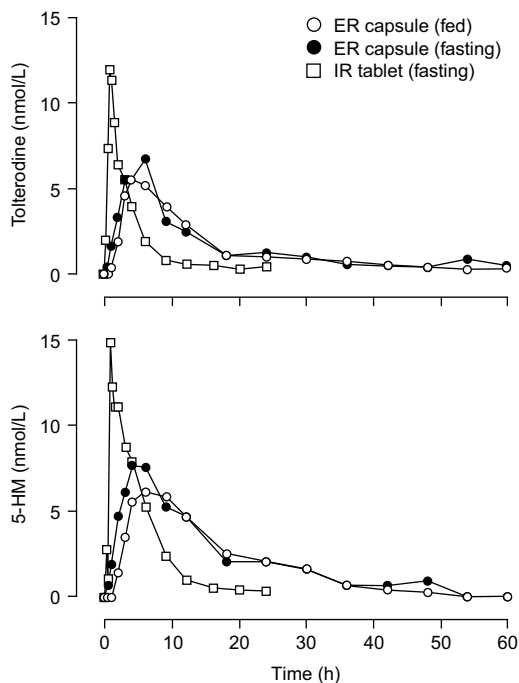 ER capsule (fed)
ER capsule (fasting)
IR tablet (fasting)
Tolterodine (nmol/L)
15
10
5
0
5-HM (nmol/L)
15
10
5
0
0 10 20 30 40 50 60
Time (h)